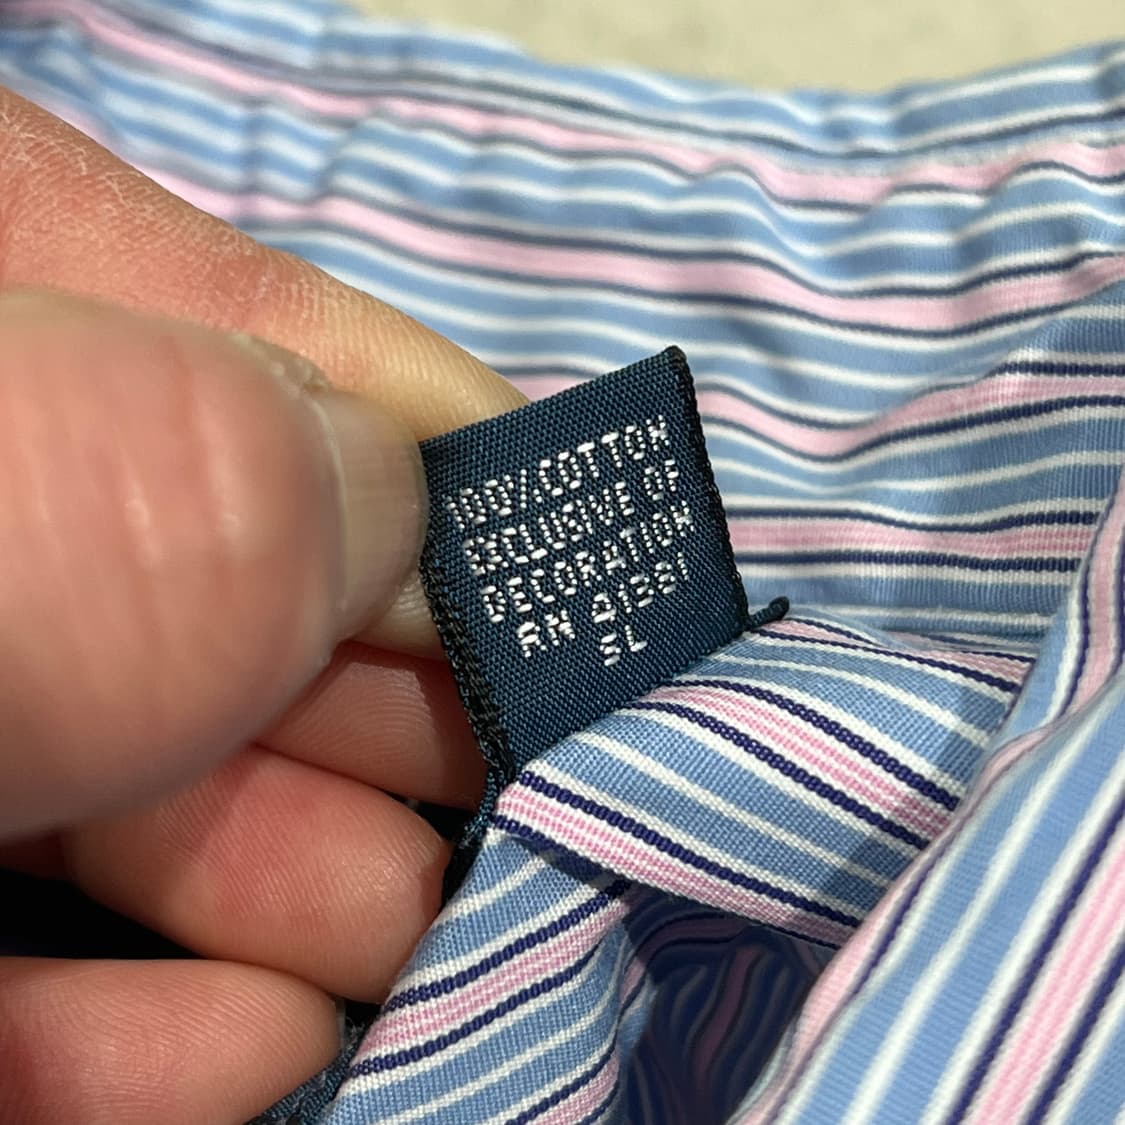 100% COTTON
EXCLUSIVE OF
DECORATION
RN 41381
SL